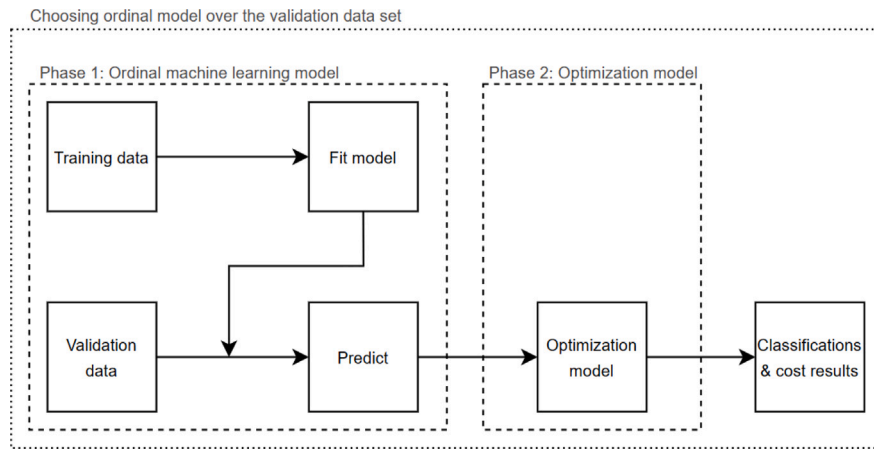 Choosing ordinal model over the validation data set
Phase 1: Ordinal machine learning model
Phase 2: Optimization model
Training data
Fit model
Validation
data
Predict
Optimization
model
Classifications
& cost results